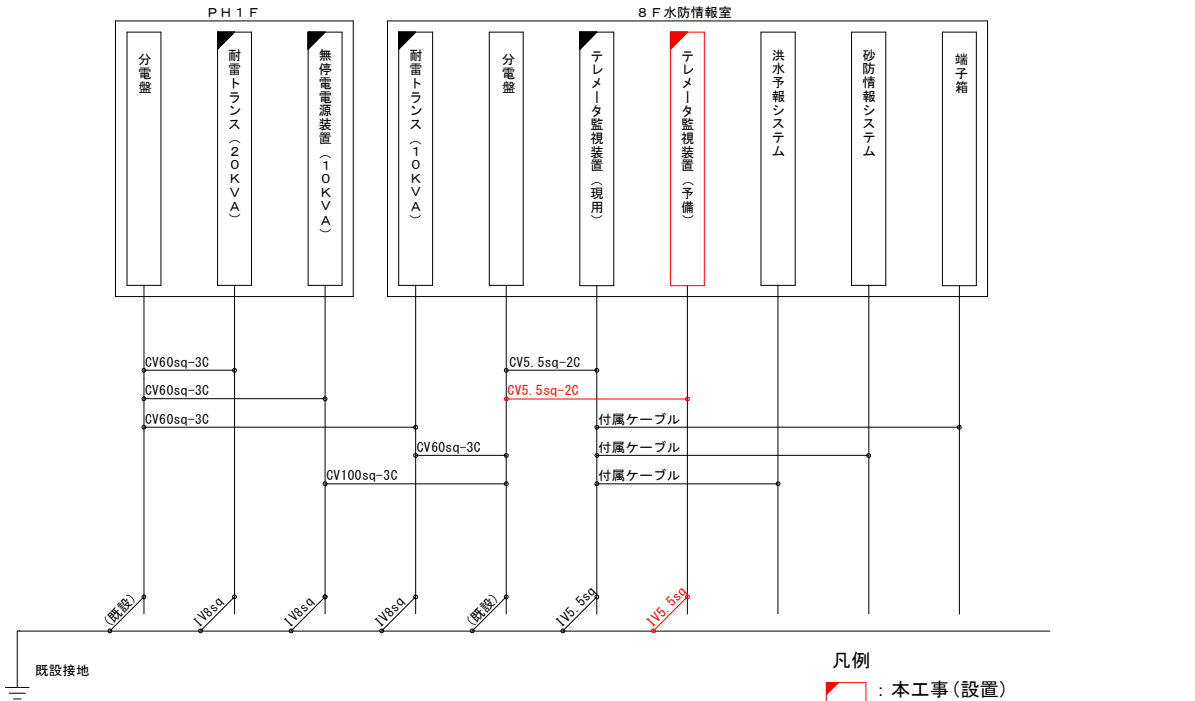 PH1F
8F水防情報室
分電盤
耐雷トランス(20KVA)
無停電電源装置(10KVA)
耐雷トランス(10KVA)
分電盤
テレメータ監視装置(現用)
テレメータ監視装置(予備)
洪水予報システム
砂防情報システム
端子箱
CV60sq-3C
CV5.5sq-2C
CV60sq-3C
CV5.5sq-2C
CV60sq-3C
付属ケーブル
CV60sq-3C
付属ケーブル
CV100sq-3C
付属ケーブル
(既設)
IV8sq
IV8sq
IV8sq
(既設)
IV5.5sq
IV5.5sq
既設接地
凡例
:本工事(設置)